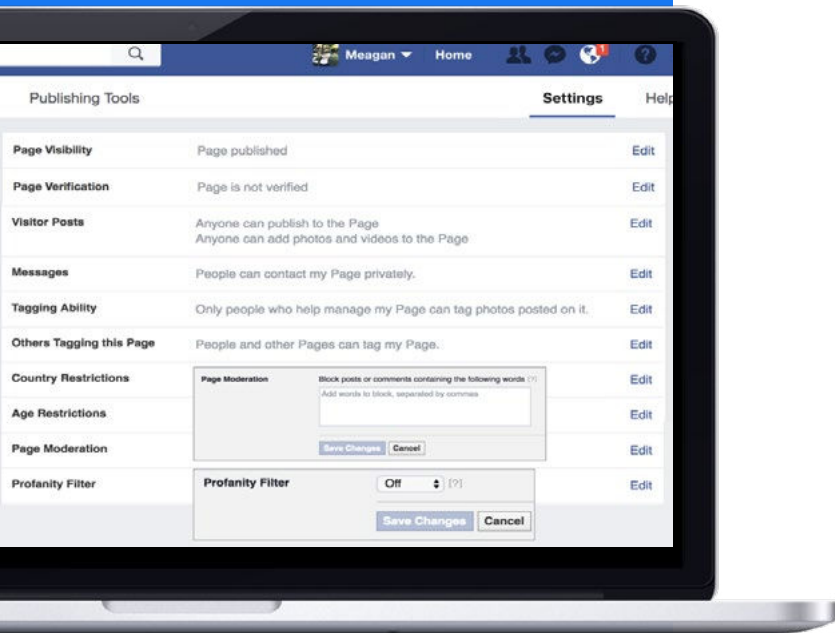 Meagan Home 1 ?
Publishing Tools Settings Help
Page Visibility Page published Edit
Page Verification Page is not verified Edit
Visitor Posts Anyone can publish to the Page Edit
Anyone can add photos and videos to the Page
Messages People can contact my Page privately. Edit
Tagging Ability Only people who help manage my Page can tag photos posted on it. Edit
Others Tagging this Page People and other Pages can tag my Page. Edit
Country Restrictions Edit
Page Moderation Block posts or comments containing the following words [?]
Add words to block, separated by commas
Age Restrictions Edit
Save Changes Cancel
Page Moderation Edit
Profanity Filter Edit
Profanity Filter Off [?]
Save Changes Cancel